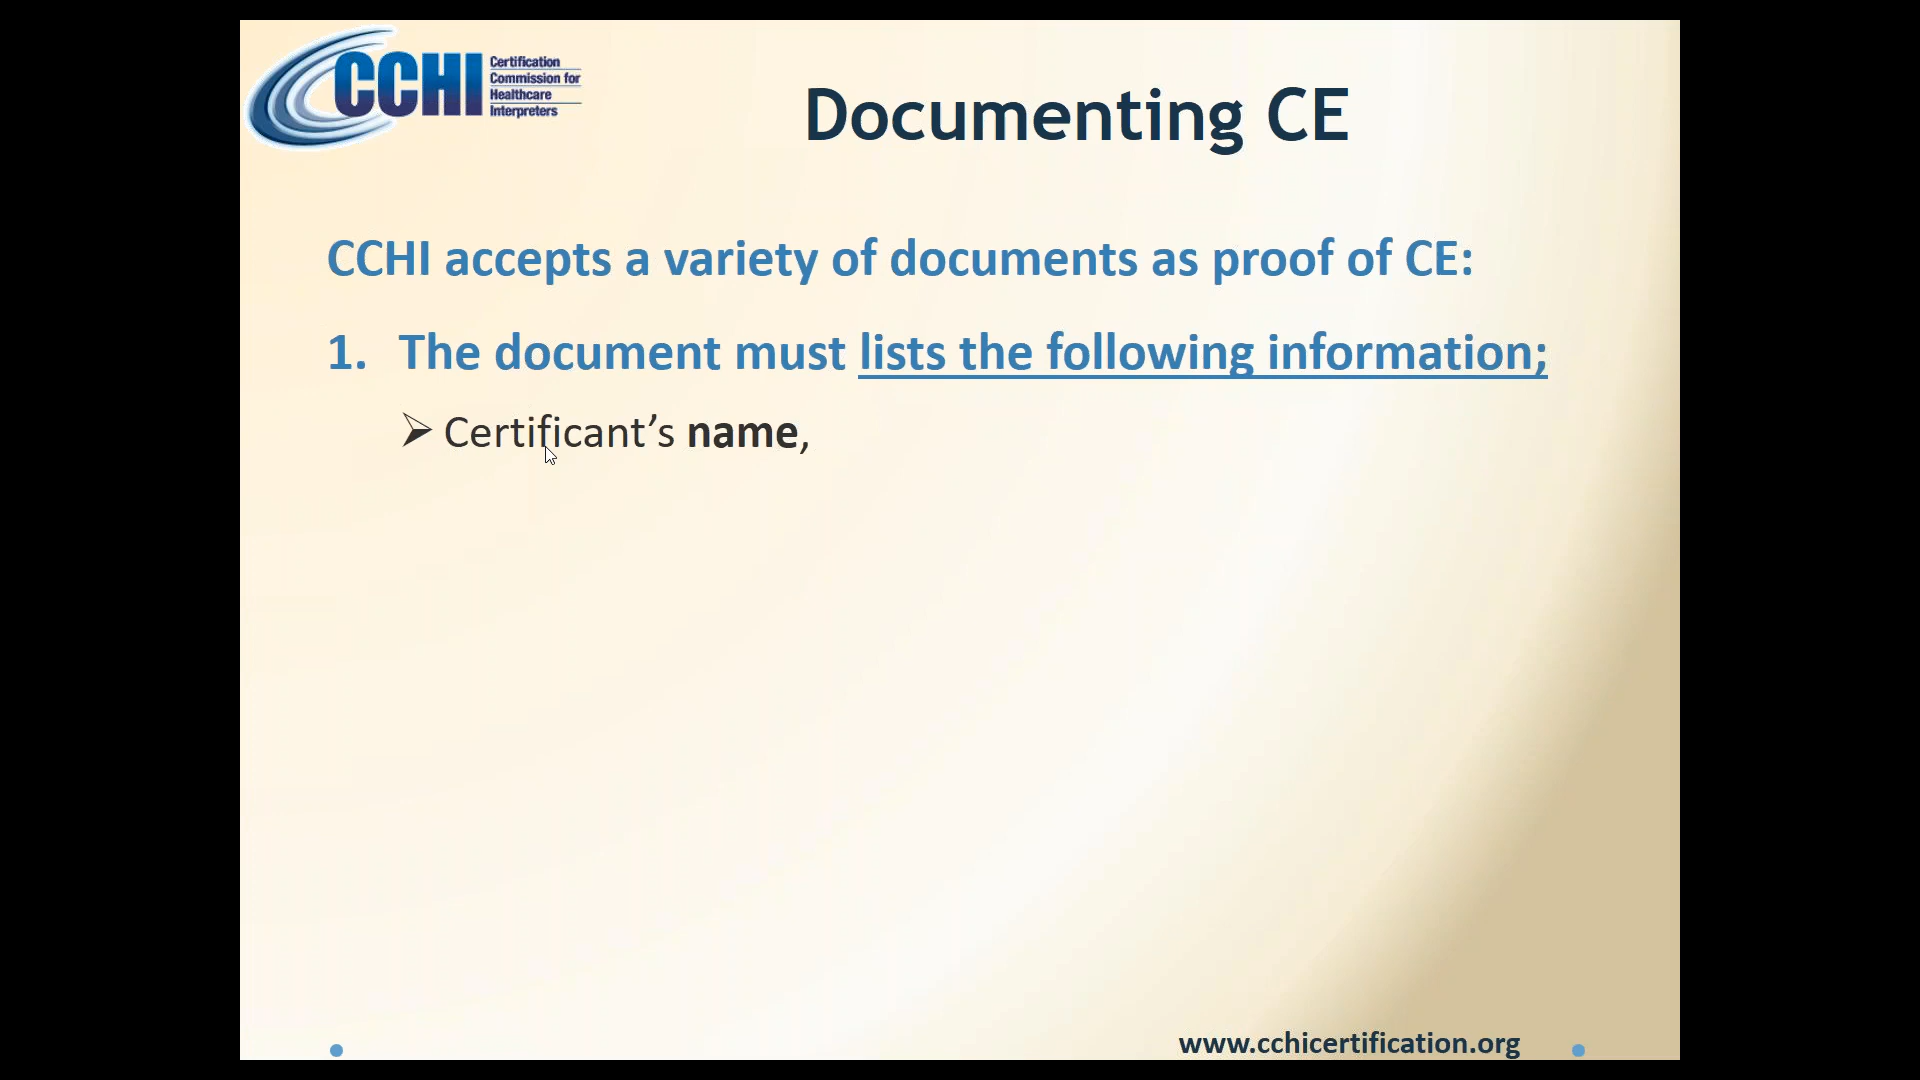 CCHI
Certification
Commission for
Healthcare
Interpreters
Documenting CE
CCHI accepts a variety of documents as proof of CE:
1. The document must lists the following information;
➢ Certificant’s name,
www.cchicertification.org